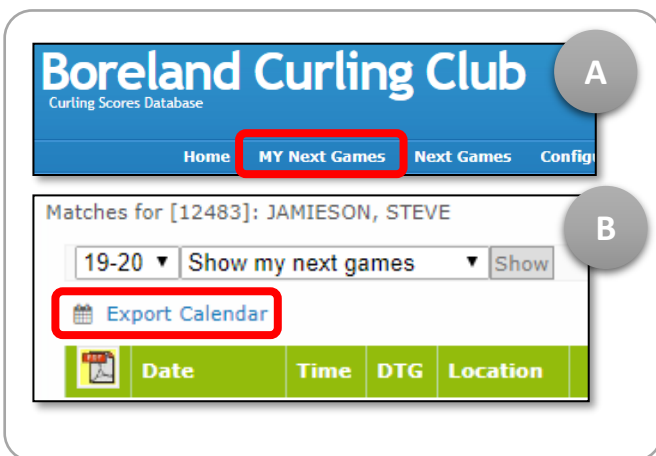 Boreland Curling Club
A
Curling Scores Database
Home MY Next Games Next Games
Matches for [12483]: JAMIESON, STEVE
B
19-20 ▼ Show my next games ▼ Show
Export Calendar
Date Time DTG Location